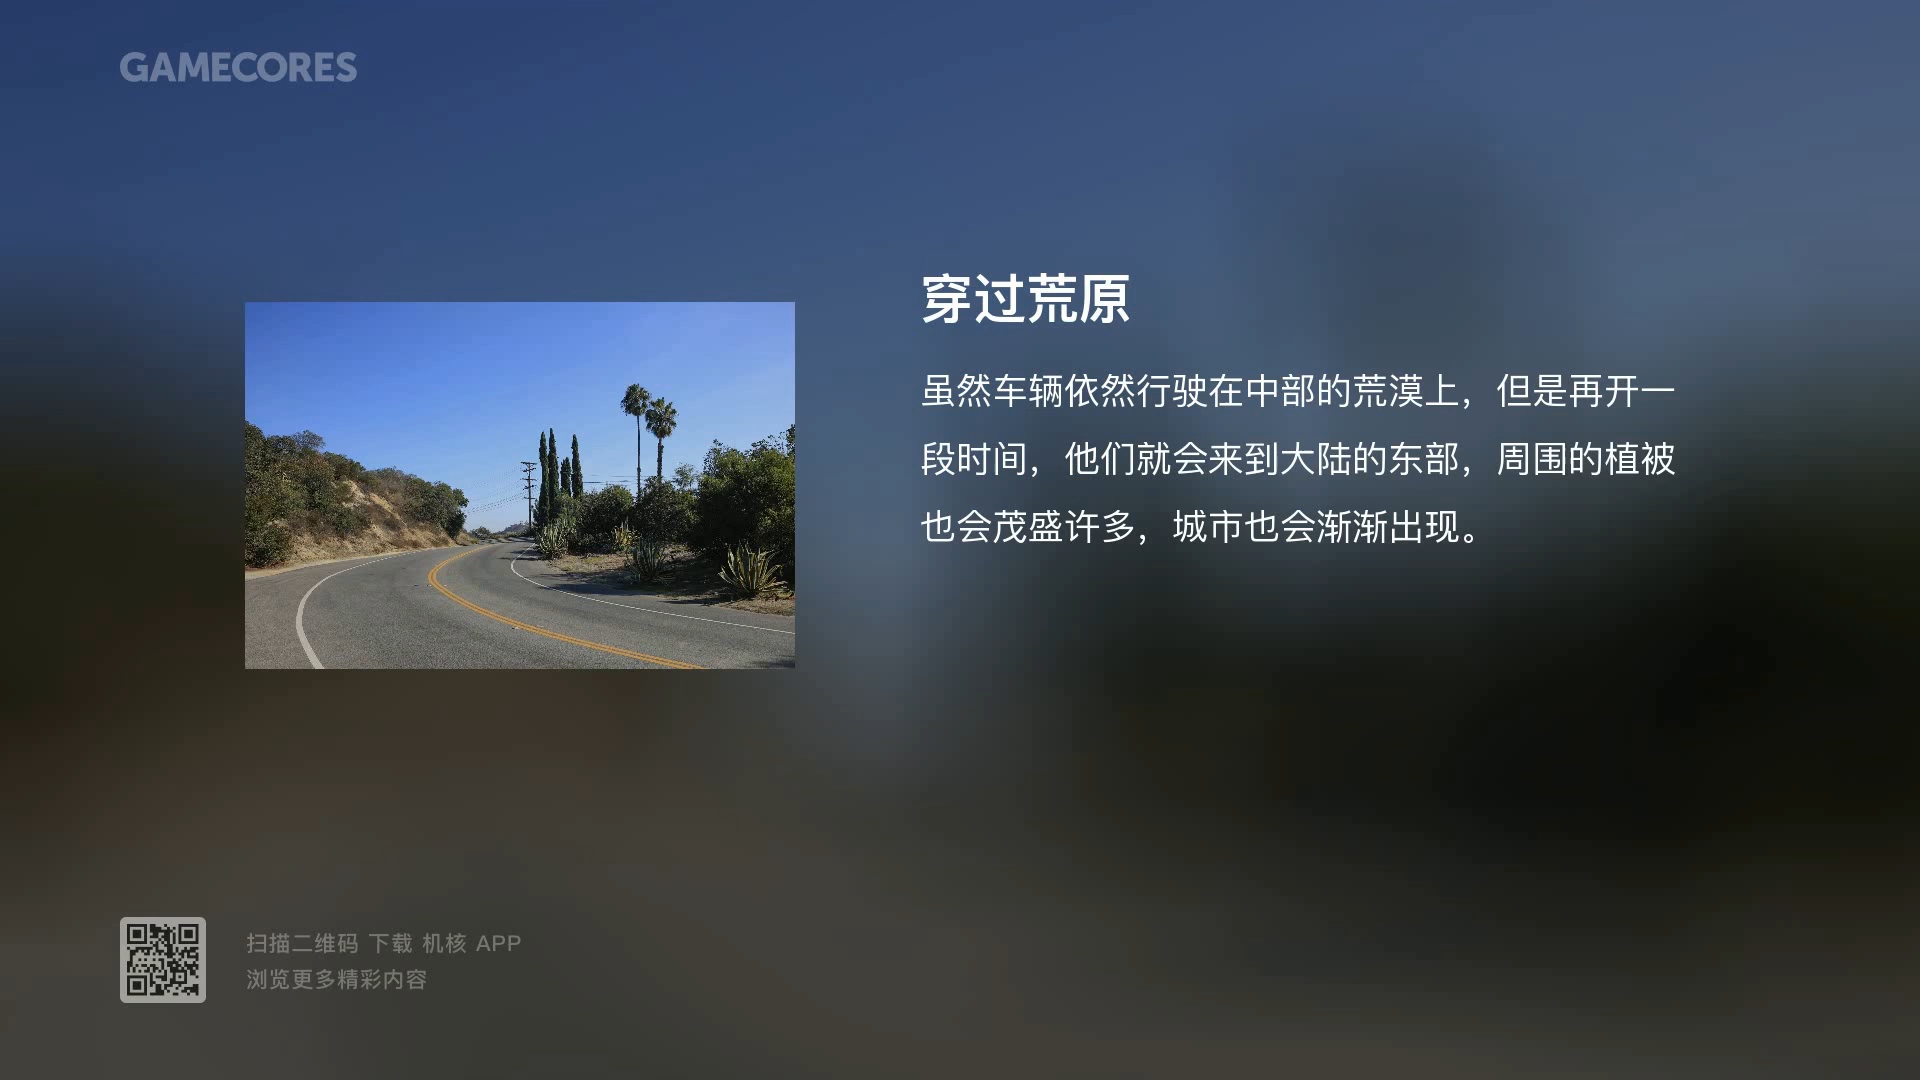 GAMECORES
穿过荒原
虽然车辆依然行驶在中部的荒漠上，但是再开一
段时间，他们就会来到大陆的东部，周围的植被
也会茂盛许多，城市也会渐渐出现。
扫描二维码 下载 机核 APP
浏览更多精彩内容